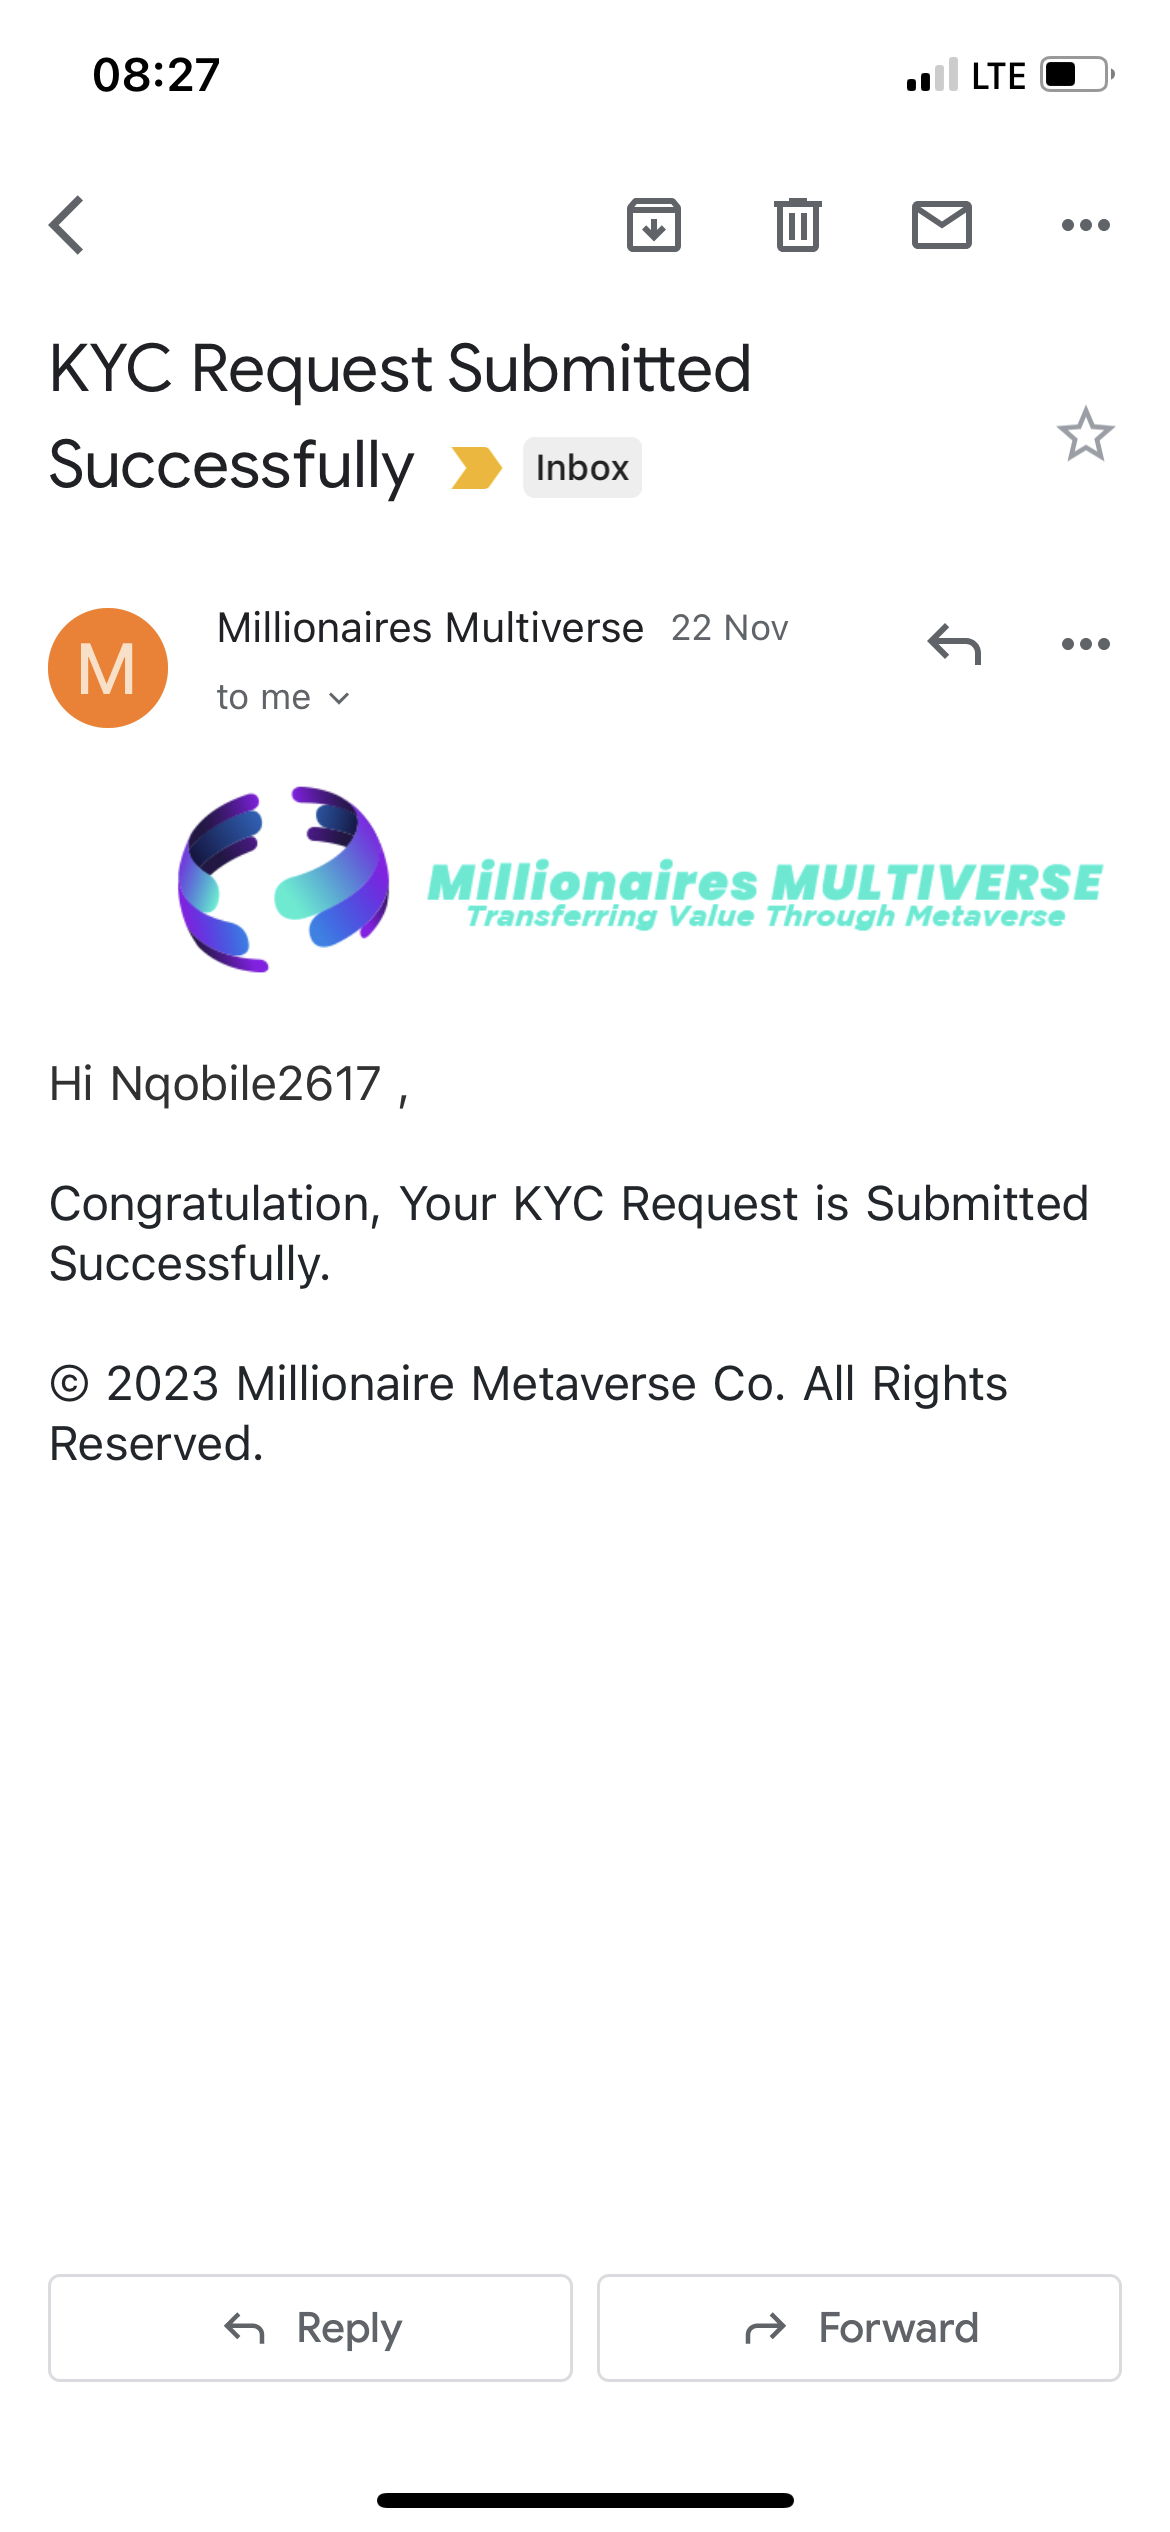 08:27
LTE
KYC Request Submitted
Successfully
Inbox
M
Millionaires Multiverse 22 Nov
to me
Millionaires MULTIVERSE
Transferring Value Through Metaverse
Hi Nqobile2617 ,
Congratulation, Your KYC Request is Submitted
Successfully.
© 2023 Millionaire Metaverse Co. All Rights
Reserved.
Reply
Forward